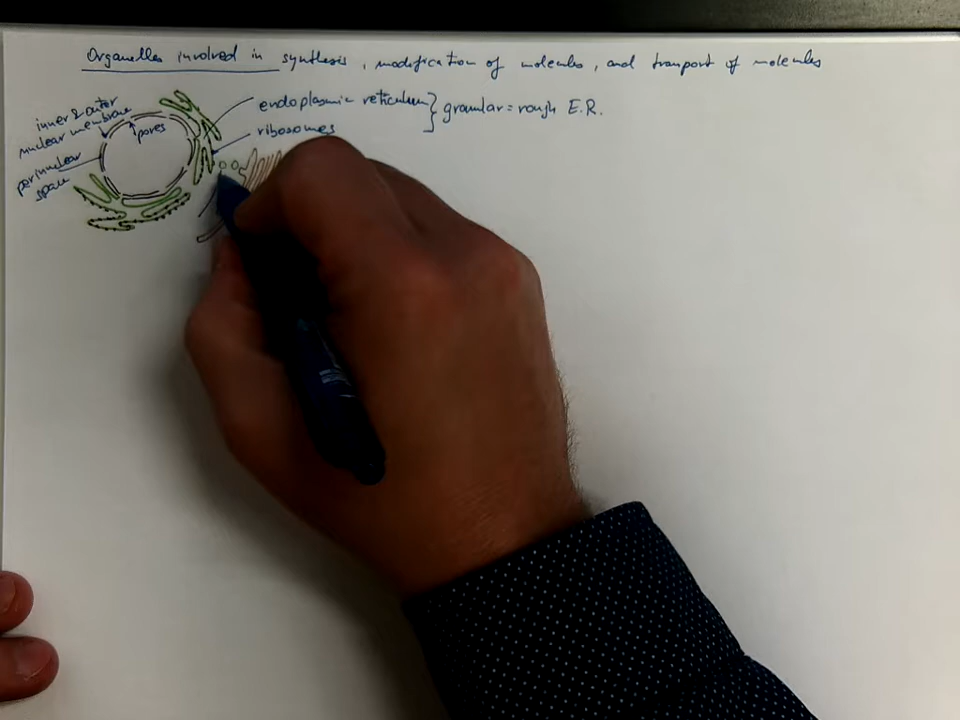 Organelles involved in synthesis, modification of molecules, and transport of molecules
inner & outer
nuclear membrane
pores
perinuclear
space
endoplasmic reticulum } granular = rough E.R.
ribosomes